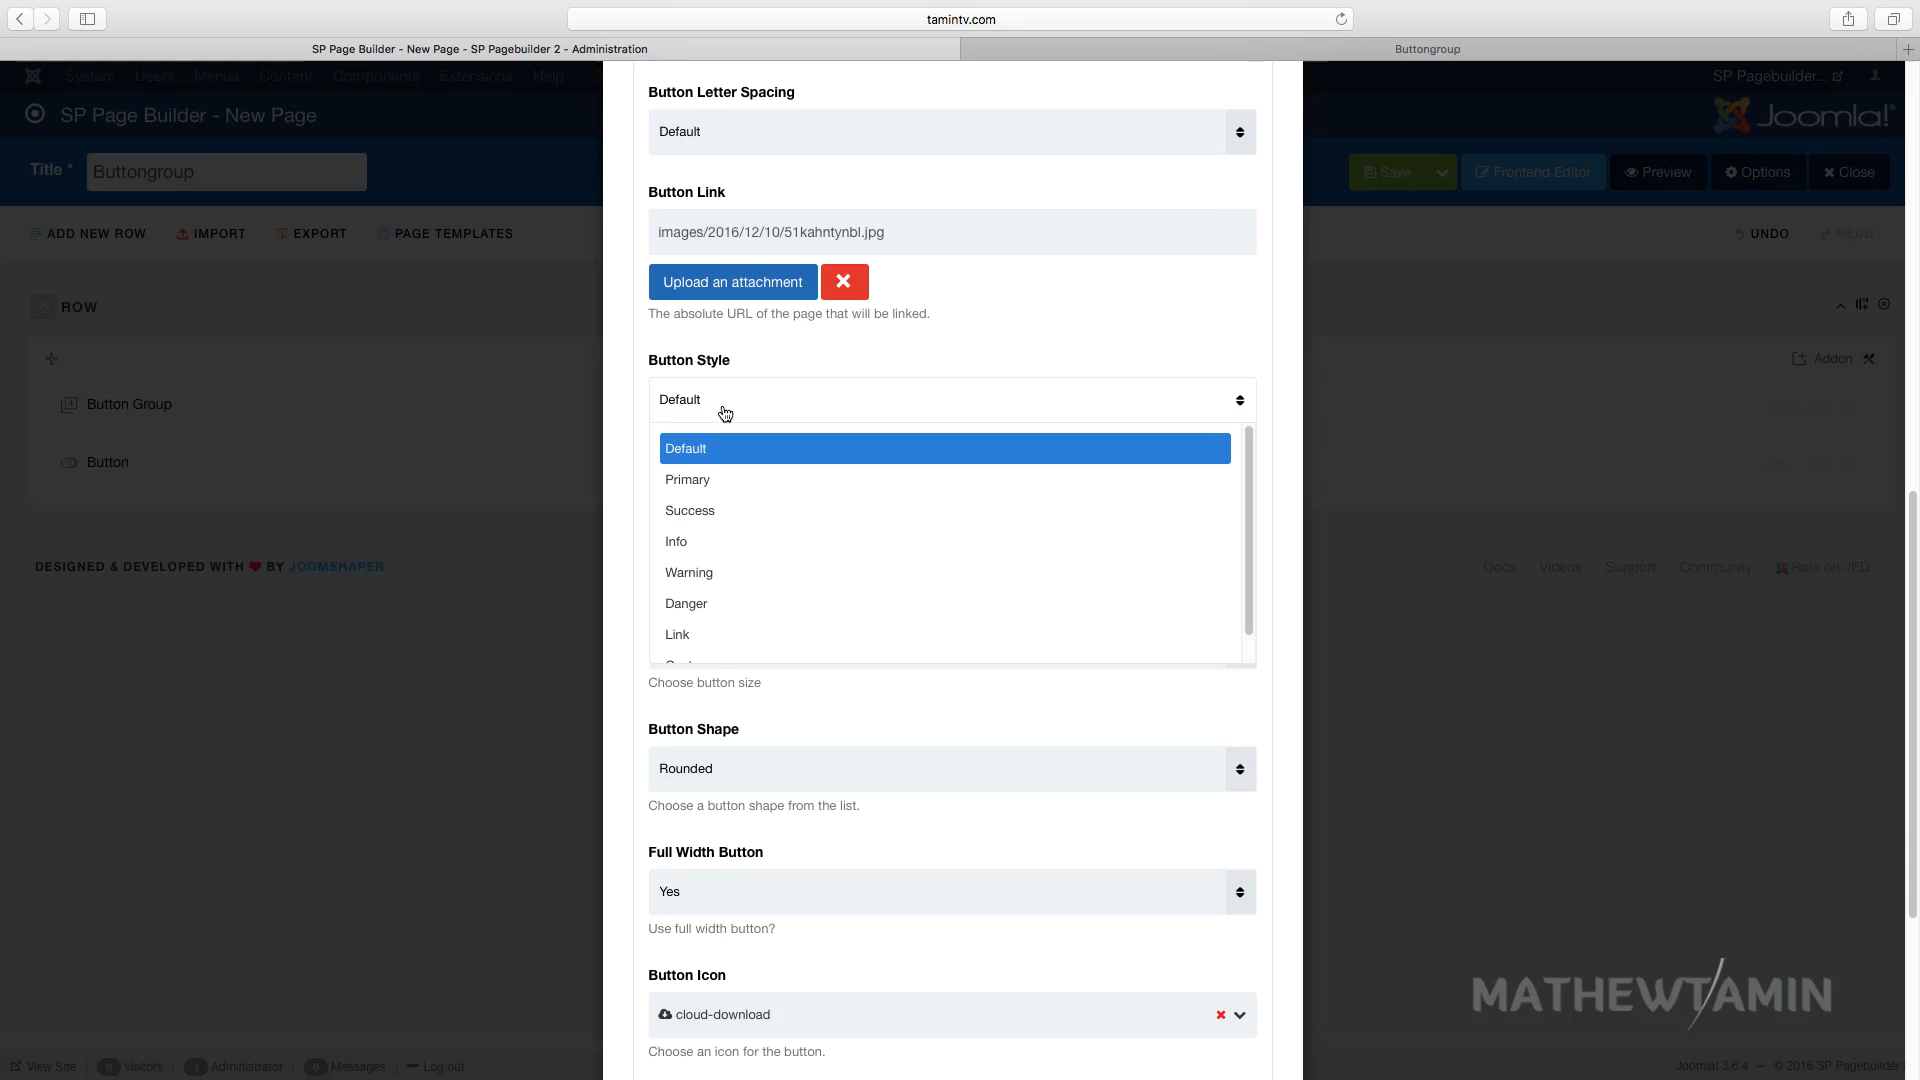 tamintv.com
SP Page Builder - New Page - SP Pagebuilder 2 - Administration
Buttongroup
System Users Menus Content Components Extensions Help
SP Pagebuilder...
SP Page Builder - New Page
Joomla!
Title *
Buttongroup
Save
Frontend Editor
Preview
Options
Close
ADD NEW ROW
IMPORT
EXPORT
PAGE TEMPLATES
UNDO
REDO
ROW
Addon
Button Group
Button
DESIGNED & DEVELOPED WITH BY JOOMSHAPER
Docs Videos Support Community Rate on JED
Button Letter Spacing
Default
Button Link
images/2016/12/10/51kahntynbl.jpg
Upload an attachment
The absolute URL of the page that will be linked.
Button Style
Default
Default
Primary
Success
Info
Warning
Danger
Link
Choose button size
Button Shape
Rounded
Choose a button shape from the list.
Full Width Button
Yes
Use full width button?
Button Icon
cloud-download
Choose an icon for the button.
MATHEWTAMIN
View Site
0 Visitors
1 Administrator
0 Messages
Log out
Joomla! 3.6.4 — © 2016 SP Pagebuilder